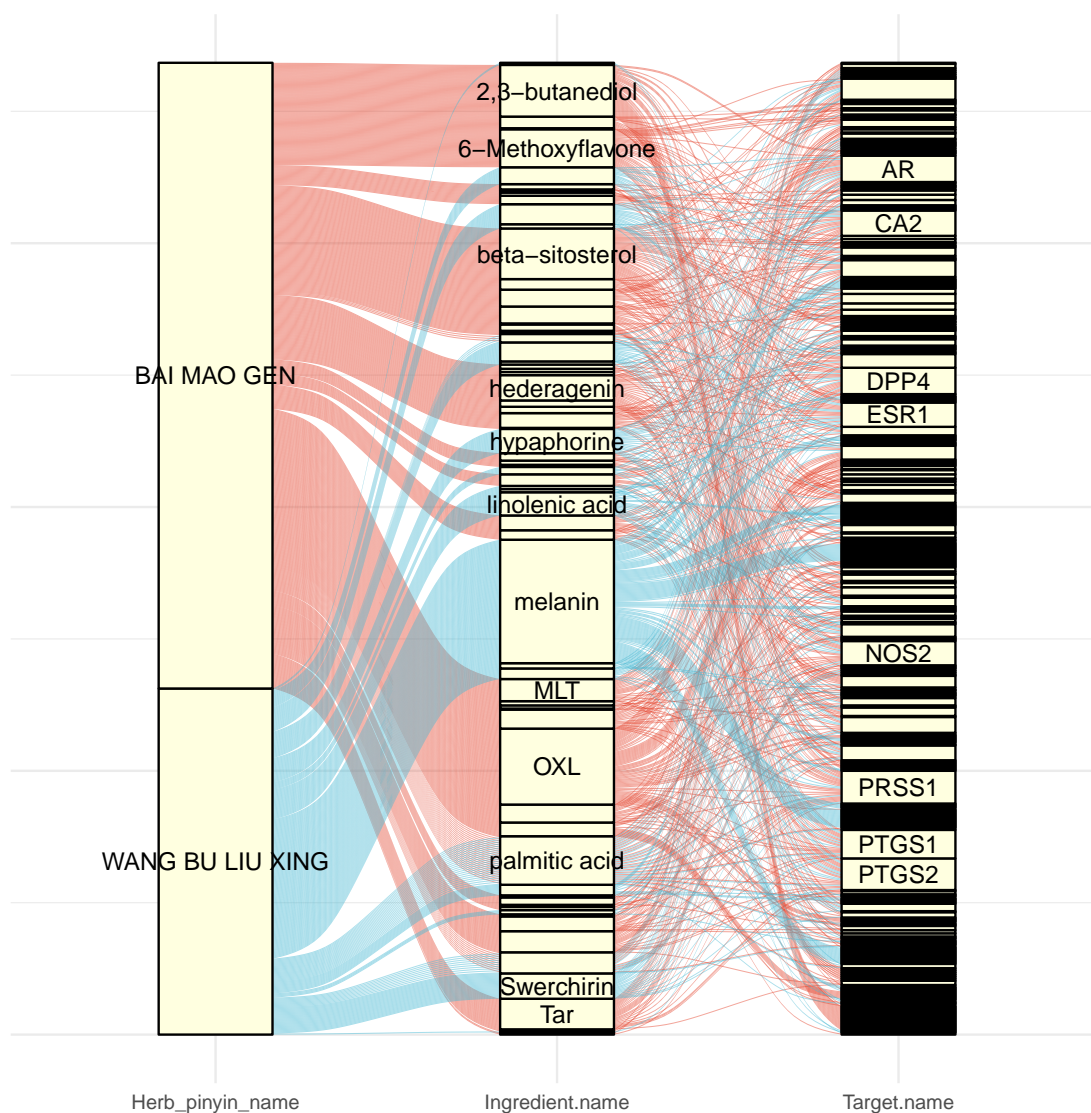 BAI MAO GEN
WANG BU LIU XING
2,3−butanediol
6−Methoxyflavone
beta−sitosterol
hederagenin
hypaphorine
linolenic acid
melanin
MLT
OXL
palmitic acid
Swerchirin
Tar
AR
CA2
DPP4
ESR1
NOS2
PRSS1
PTGS1
PTGS2
Herb_pinyin_name
Ingredient.name
Target.name